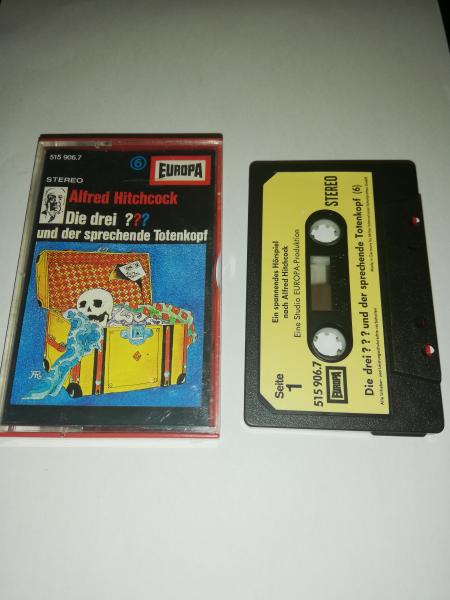 515 906.7
6
EUROPA
STEREO
Alfred Hitchcock
Die drei ???
und der sprechende Totenkopf
Ein spannendes Hörspiel
nach Alfred Hitchcock
Eine Studio EUROPA-Produktion
STEREO
Seite
1
515 906.7
EUROPA
Die drei ? ? ? und der sprechende Totenkopf (6)